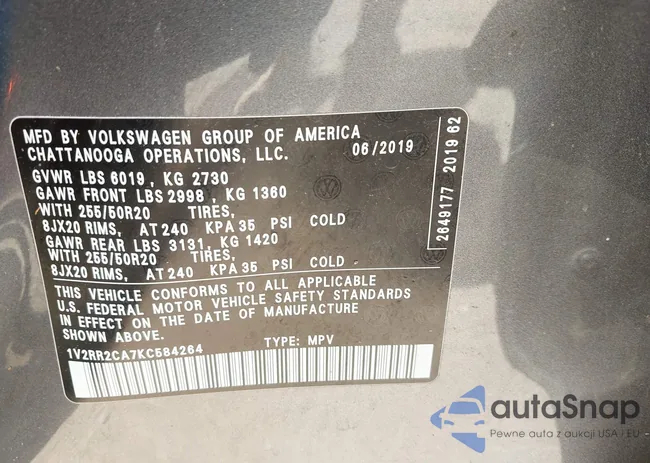 MFD BY VOLKSWAGEN GROUP OF AMERICA
CHATTANOOGA OPERATIONS, LLC. 06/2019
GVWR LBS 6019, KG 2730
GAWR FRONT LBS 2998, KG 1360
WITH 255/50R20 TIRES,
8JX20 RIMS, AT 240 KPA 35 PSI COLD
GAWR REAR LBS 3131, KG 1420
WITH 255/50R20 TIRES,
8JX20 RIMS, AT 240 KPA 35 PSI COLD
THIS VEHICLE CONFORMS TO ALL APPLICABLE
U.S. FEDERAL MOTOR VEHICLE SAFETY STANDARDS
IN EFFECT ON THE DATE OF MANUFACTURE
SHOWN ABOVE.
1V2RR2CA7KC584264 TYPE: MPV
2649177 2019 62
autaSnap
Pewne auta z aukcji USA - EU